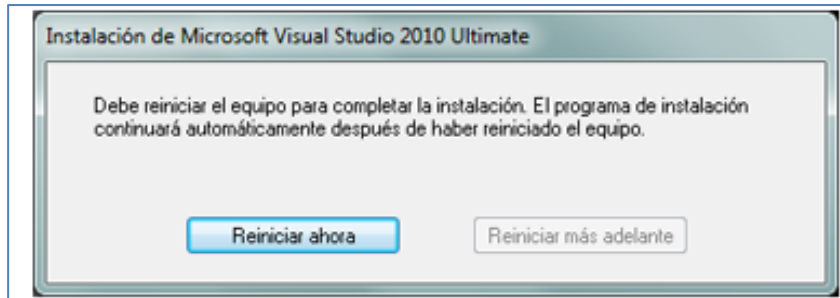 Instalación de Microsoft Visual Studio 2010 Ultimate
Debe reiniciar el equipo para completar la instalación. El programa de instalación
continuará automáticamente después de haber reiniciado el equipo.
Reiniciar ahora
Reiniciar más adelante